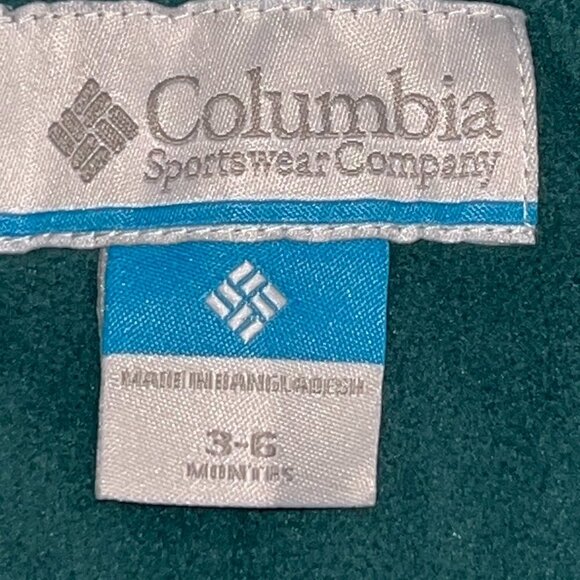 Columbia
Sportswear Company
MADE IN BANGLADESH
3-6
MONTHS